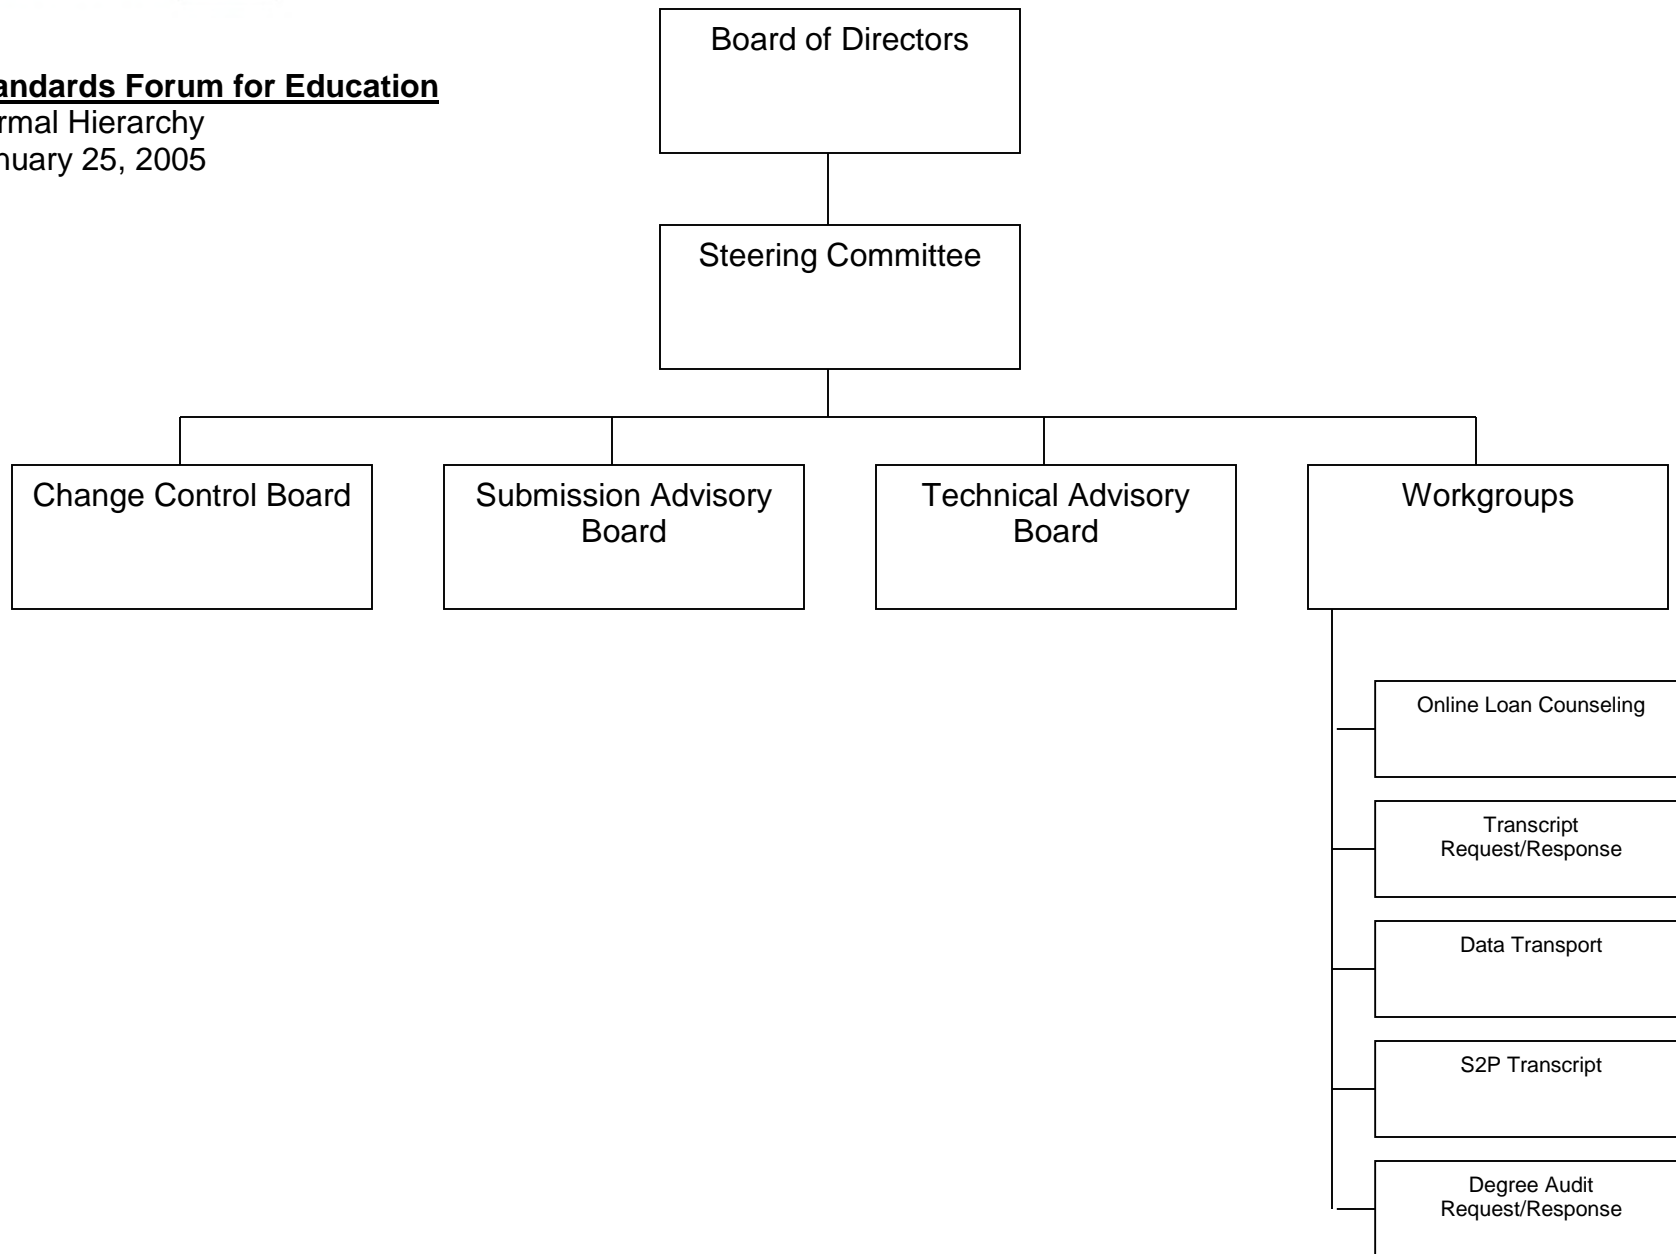 Board of Directors
andards Forum for Education
rmal Hierarchy
nuary 25, 2005
Steering Committee
Change Control Board
Submission Advisory
Board
Technical Advisory
Board
Workgroups
Online Loan Counseling
Transcript
Request/Response
Data Transport
S2P Transcript
Degree Audit
Request/Response